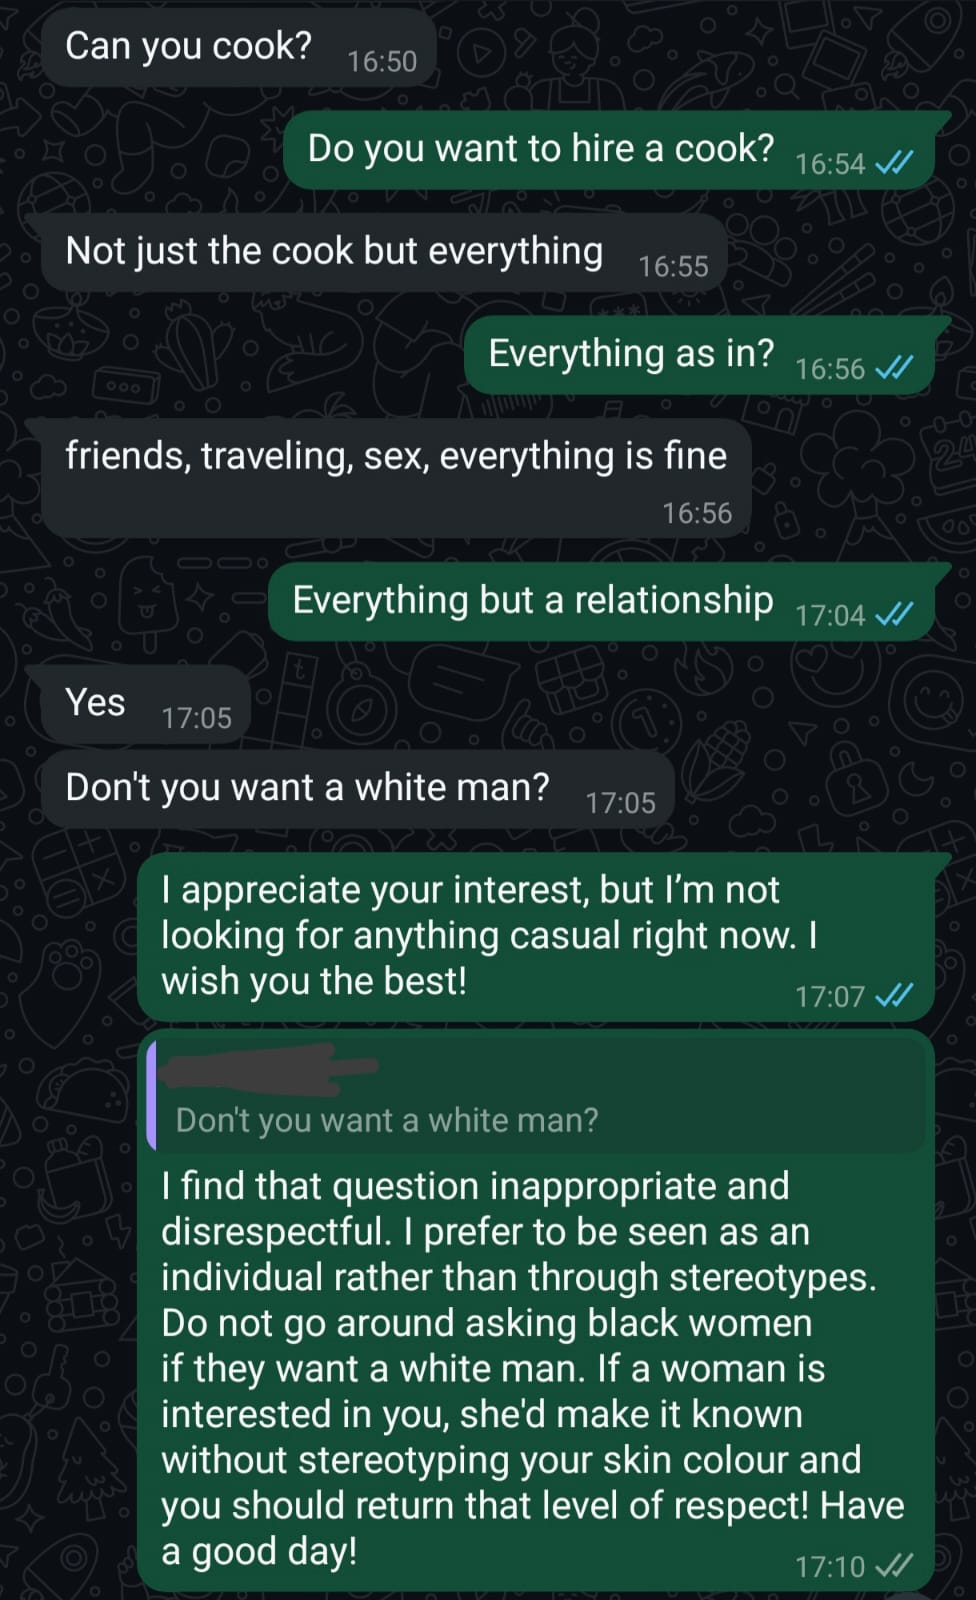 Can you cook? 16:50
Do you want to hire a cook? 16:54
Not just the cook but everything 16:55
Everything as in? 16:56
friends, traveling, sex, everything is fine
16:56
Everything but a relationship 17:04
Yes 17:05
Don't you want a white man? 17:05
I appreciate your interest, but I’m not
looking for anything casual right now. I
wish you the best! 17:07
Don't you want a white man?
I find that question inappropriate and
disrespectful. I prefer to be seen as an
individual rather than through stereotypes.
Do not go around asking black women
if they want a white man. If a woman is
interested in you, she'd make it known
without stereotyping your skin colour and
you should return that level of respect! Have
a good day! 17:10